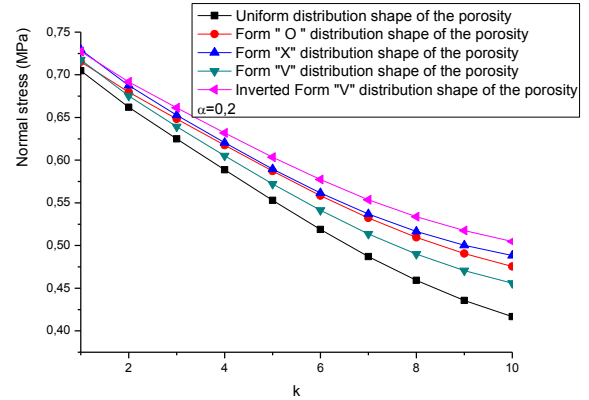 Uniform distribution shape of the porosity
Form " O " distribution shape of the porosity
Form "X" distribution shape of the porosity
Form "V" distribution shape of the porosity
Inverted Form "V" distribution shape of the porosity
α=0,2
Normal stress (MPa)
0,75
0,70
0,65
0,60
0,55
0,50
0,45
0,40
2 4 6 8 10
k